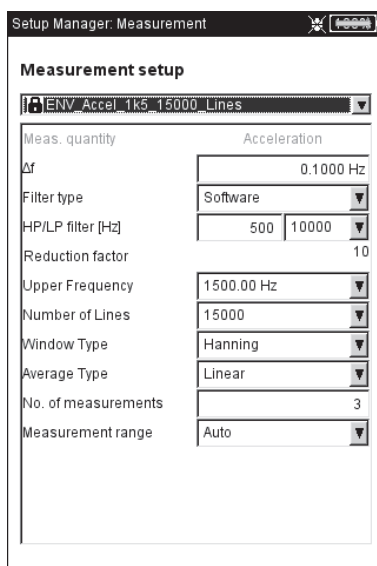 Setup Manager: Measurement 100%
Measurement setup
ENV_Accel_1k5_15000_Lines
Meas. quantity Acceleration
Δf 0.1000 Hz
Filter type Software
HP/LP filter [Hz] 500 10000
Reduction factor 10
Upper Frequency 1500.00 Hz
Number of Lines 15000
Window Type Hanning
Average Type Linear
No. of measurements 3
Measurement range Auto